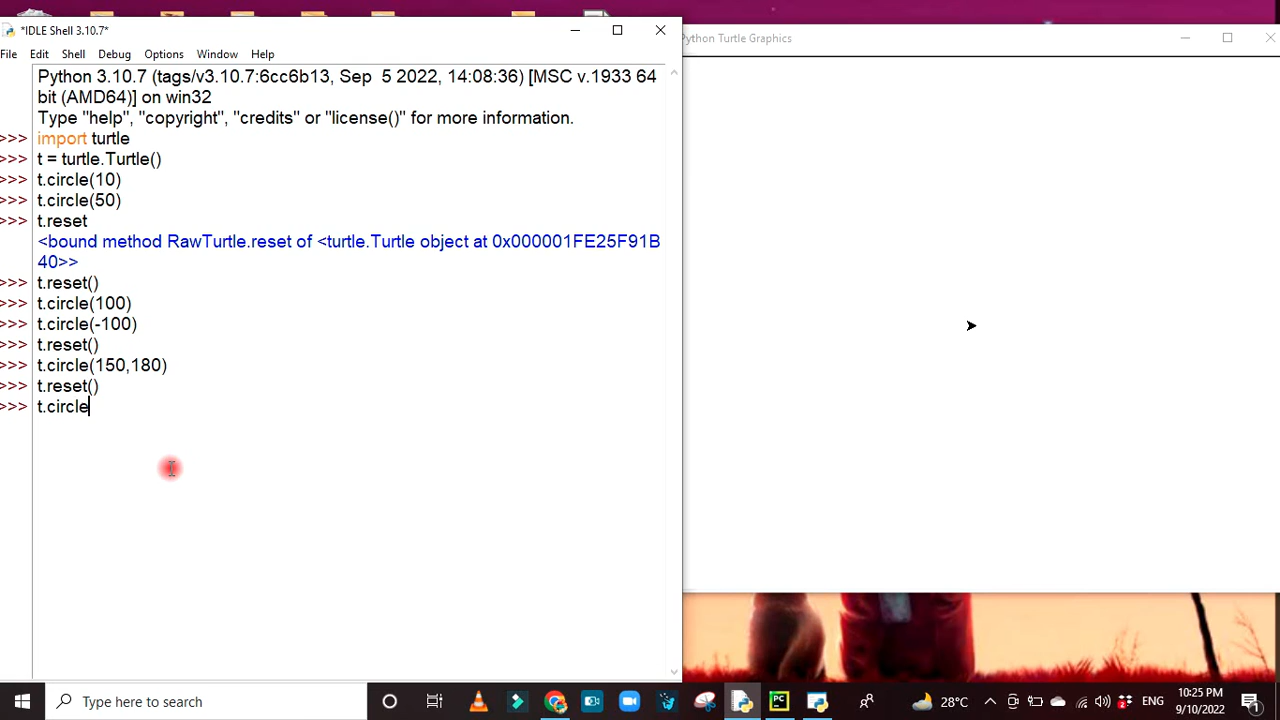 *IDLE Shell 3.10.7*
Python Turtle Graphics
File Edit Shell Debug Options Window Help
Python 3.10.7 (tags/v3.10.7:6cc6b13, Sep 5 2022, 14:08:36) [MSC v.1933 64
bit (AMD64)] on win32
Type "help", "copyright", "credits" or "license()" for more information.
>>> import turtle
>>> t = turtle.Turtle()
>>> t.circle(10)
>>> t.circle(50)
>>> t.reset
<bound method RawTurtle.reset of <turtle.Turtle object at 0x000001FE25F91B
40>>
>>> t.reset()
>>> t.circle(100)
>>> t.circle(-100)
>>> t.reset()
>>> t.circle(150,180)
>>> t.reset()
>>> t.circle
Type here to search
PC
28°C
2
ENG
10:25 PM
9/10/2022
1